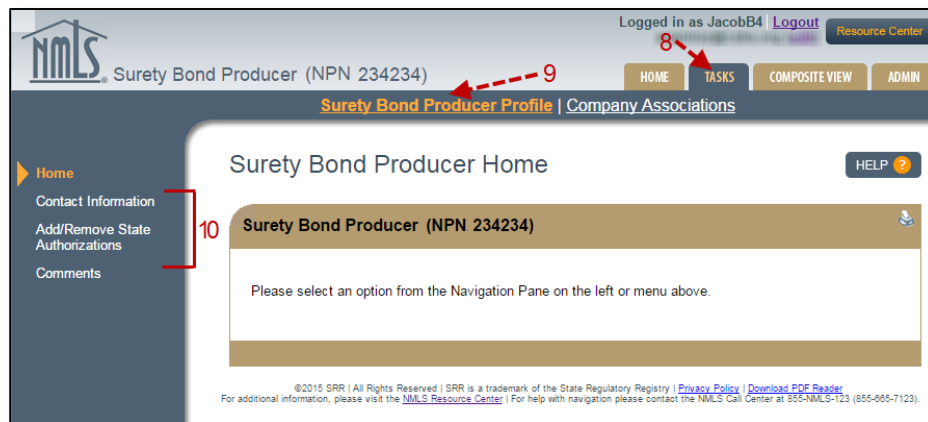 Logged in as JacobB4 | Logout
Resource Center
8
NMLS® Surety Bond Producer (NPN 234234)
9
HOME TASKS COMPOSITE VIEW ADMIN
Surety Bond Producer Profile | Company Associations
Home
Contact Information
Add/Remove State
Authorizations
Comments
10
Surety Bond Producer Home
HELP ?
Surety Bond Producer (NPN 234234)
Please select an option from the Navigation Pane on the left or menu above.
©2015 SRR | All Rights Reserved | SRR is a trademark of the State Regulatory Registry | Privacy Policy | Download PDF Reader
For additional information, please visit the NMLS Resource Center | For help with navigation please contact the NMLS Call Center at 855-NMLS-123 (855-665-7123).